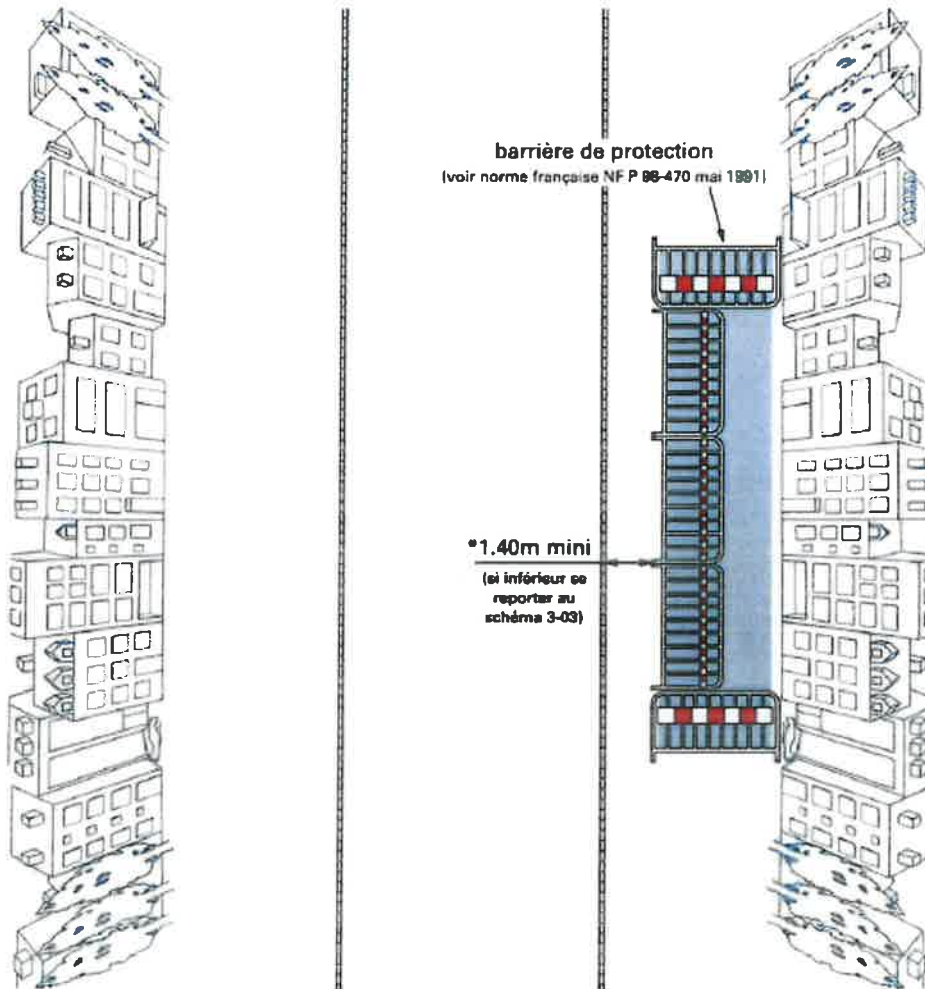 barrière de protection
(voir norme française NF P 98-470 mai 1991)
*1.40m mini
(si inférieur se
reporter au
schéma 3-03)